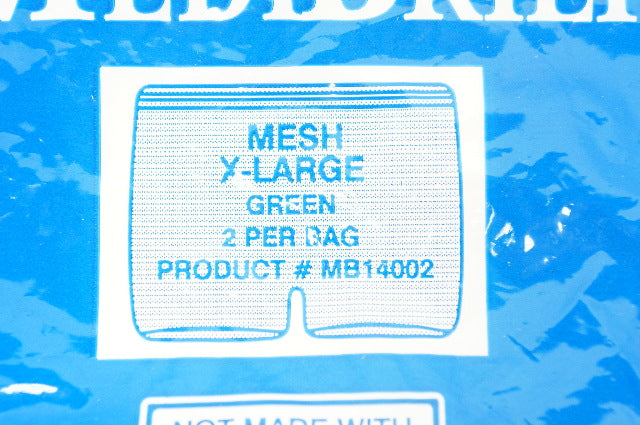 MESH
X-LARGE
GREEN
2 PER BAG
PRODUCT # MB14002
NOT MADE WITH